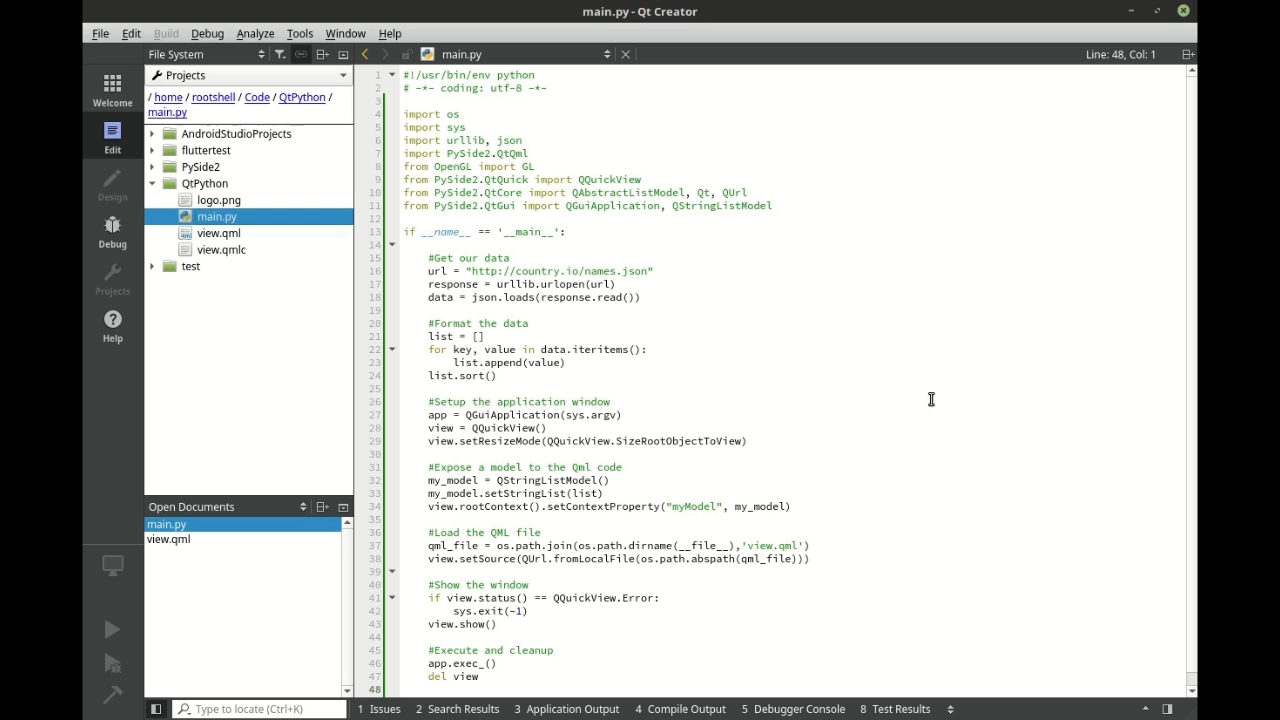 main.py - Qt Creator
File Edit Build Debug Analyze Tools Window Help
File System
main.py
Line: 48, Col: 1
Projects
/ home / rootshell / Code / QtPython /
main.py
Welcome
Edit
Design
Debug
Projects
Help
AndroidStudioProjects
fluttertest
PySide2
QtPython
logo.png
main.py
view.qml
view.qmlc
test
Open Documents
main.py
view.qml
1 #!/usr/bin/env python
2 # -*- coding: utf-8 -*-
3
4 import os
5 import sys
6 import urllib, json
7 import PySide2.QtQml
8 from OpenGL import GL
9 from PySide2.QtQuick import QQuickView
10 from PySide2.QtCore import QAbstractListModel, Qt, QUrl
11 from PySide2.QtGui import QGuiApplication, QStringListModel
12
13 if __name__ == '__main__':
14
15 #Get our data
16 url = "http://country.io/names.json"
17 response = urllib.urlopen(url)
18 data = json.loads(response.read())
19
20 #Format the data
21 list = []
22 for key, value in data.iteritems():
23 list.append(value)
24 list.sort()
25
26 #Setup the application window
27 app = QGuiApplication(sys.argv)
28 view = QQuickView()
29 view.setResizeMode(QQuickView.SizeRootObjectToView)
30
31 #Expose a model to the Qml code
32 my_model = QStringListModel()
33 my_model.setStringList(list)
34 view.rootContext().setContextProperty("myModel", my_model)
35
36 #Load the QML file
37 qml_file = os.path.join(os.path.dirname(__file__),'view.qml')
38 view.setSource(QUrl.fromLocalFile(os.path.abspath(qml_file)))
39
40 #Show the window
41 if view.status() == QQuickView.Error:
42 sys.exit(-1)
43 view.show()
44
45 #Execute and cleanup
46 app.exec_()
47 del view
48
Type to locate (Ctrl+K)
1 Issues 2 Search Results 3 Application Output 4 Compile Output 5 Debugger Console 8 Test Results